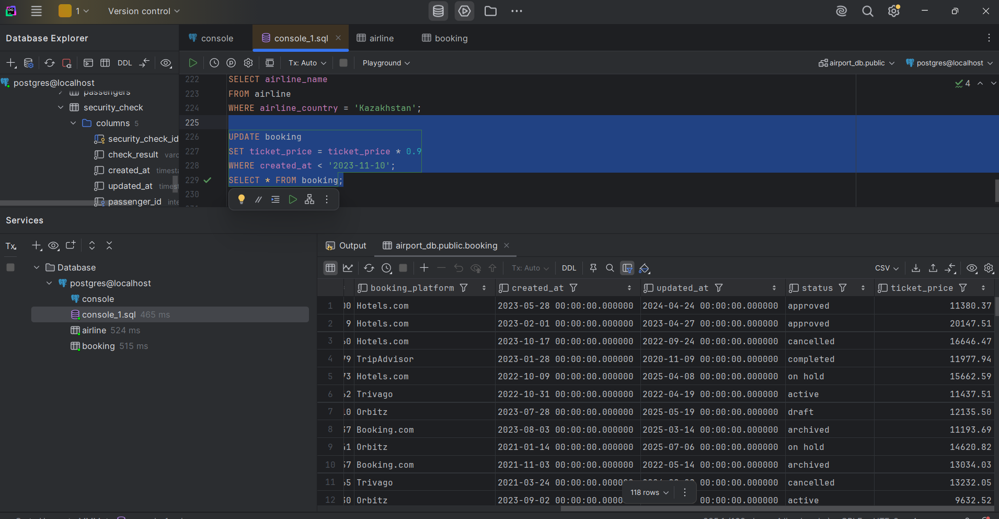 1 Version control
Database Explorer
console
console_1.sql
airline
booking
DDL
Tx: Auto
Playground
airport_db.public
postgres@localhost
postgres@localhost
passengers
security_check
columns 5
security_check_id
check_result varc
created_at timest
updated_at times
passenger_id inte
222 SELECT airline_name
223 FROM airline
224 WHERE airline_country = 'Kazakhstan';
225
226 UPDATE booking
227 SET ticket_price = ticket_price * 0.9
228 WHERE created_at < '2023-11-10';
229 SELECT * FROM booking;
230
4
Services
Tx
Database
postgres@localhost
console
console_1.sql 465 ms
airline 524 ms
booking 515 ms
Output
airport_db.public.booking
Tx: Auto
DDL
CSV
booking_platform created_at updated_at status ticket_price
1 00 Hotels.com 2023-05-28 00:00:00.000000 2024-04-24 00:00:00.000000 approved 11380.37
2 9 Hotels.com 2023-02-01 00:00:00.000000 2023-04-27 00:00:00.000000 approved 20147.51
3 60 Hotels.com 2023-10-17 00:00:00.000000 2022-09-24 00:00:00.000000 cancelled 16646.47
4 79 TripAdvisor 2023-01-28 00:00:00.000000 2020-11-09 00:00:00.000000 completed 11977.94
5 73 Hotels.com 2022-10-09 00:00:00.000000 2025-04-08 00:00:00.000000 on hold 15662.59
6 62 Trivago 2022-10-31 00:00:00.000000 2022-04-19 00:00:00.000000 active 11437.51
7 10 Orbitz 2023-07-28 00:00:00.000000 2025-05-19 00:00:00.000000 draft 12135.50
8 37 Booking.com 2023-08-03 00:00:00.000000 2025-03-14 00:00:00.000000 archived 11193.69
9 41 Orbitz 2021-01-14 00:00:00.000000 2025-07-06 00:00:00.000000 on hold 14620.82
10 57 Booking.com 2021-11-03 00:00:00.000000 2022-05-14 00:00:00.000000 archived 13034.03
11 65 Trivago 2021-03-24 00:00:00.0000 00:00:00.000000 cancelled 13232.05
12 Orbitz 2023-09-02 00:00:00.0000 00:00:00.000000 active 9632.52
118 rows